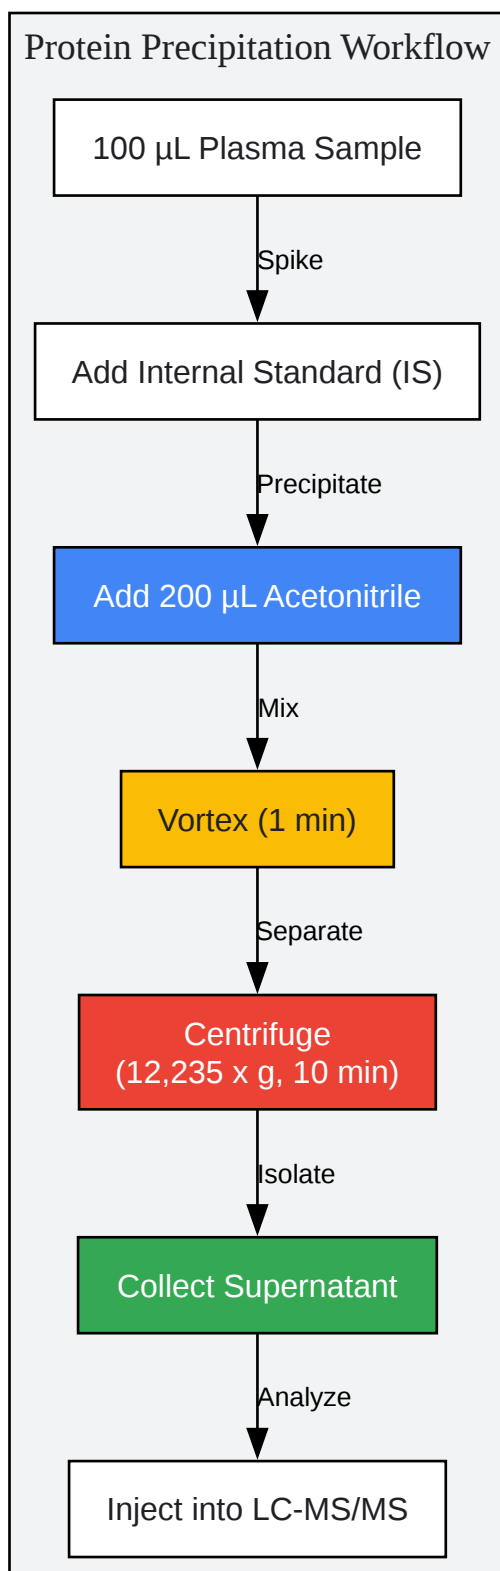 Protein Precipitation Workflow
100 µL Plasma Sample
Spike
Add Internal Standard (IS)
Precipitate
Add 200 µL Acetonitrile
Mix
Vortex (1 min)
Separate
Centrifuge
(12,235 x g, 10 min)
Isolate
Collect Supernatant
Analyze
Inject into LC-MS/MS